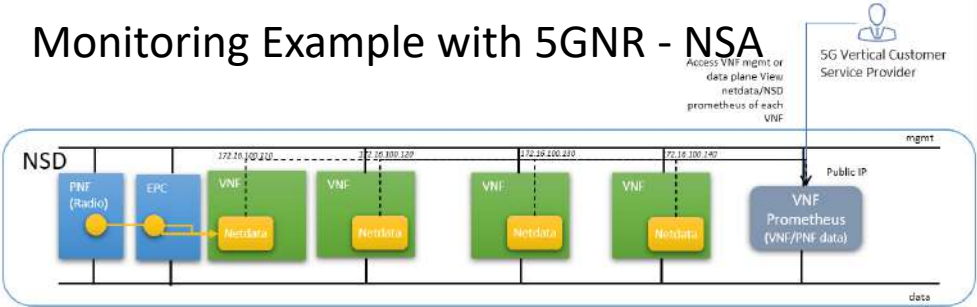 Monitoring Example with 5GNR - NSA
Access VNF mgmt or
data plane View
netdata/NSD
prometheus of each
VNF
5G Vertical Customer
Service Provider
mgmt
NSD
172.16.100.110
172.16.100.120
172.16.100.130
172.16.100.140
Public IP
PNF
(Radio)
EPC
VNF
Netdata
VNF
Netdata
VNF
Netdata
VNF
Netdata
VNF
Prometheus
(VNF/PNF data)
data